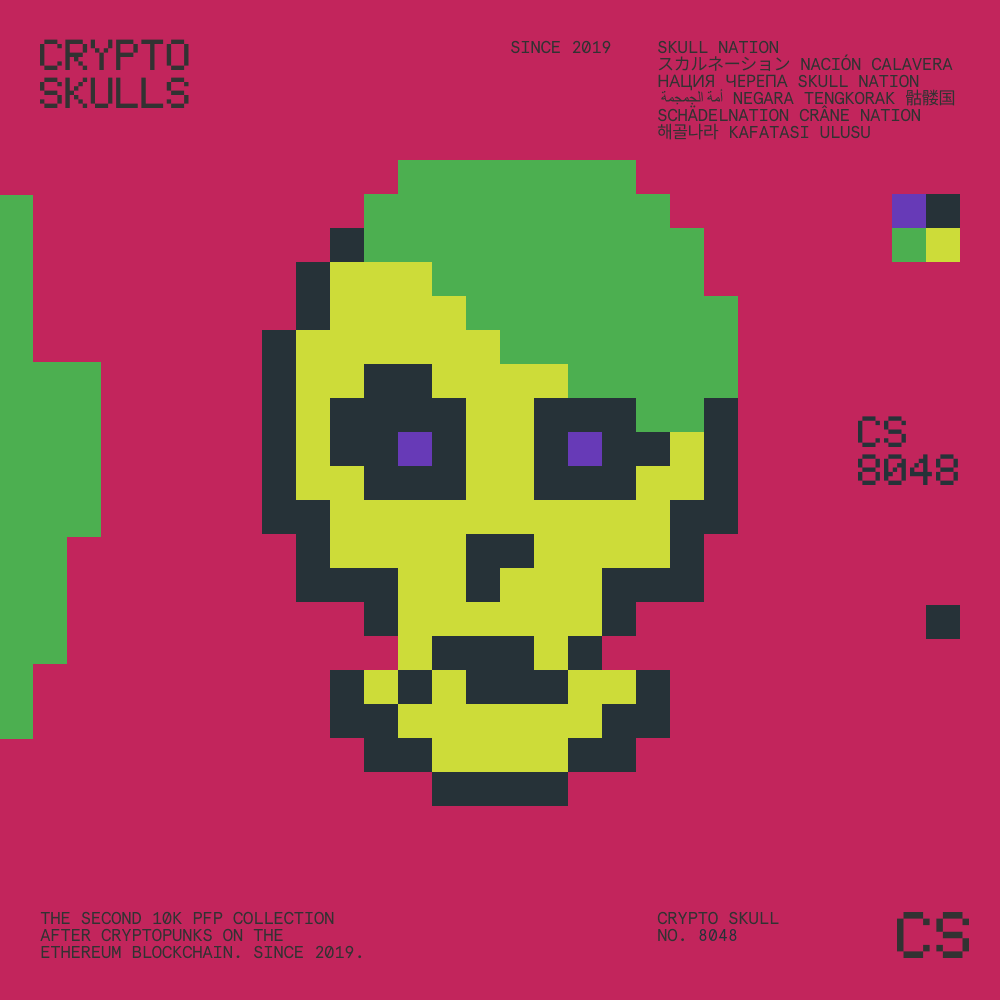 CRYPTO
SKULLS
SINCE 2019
SKULL NATION
スカルネーション NACIÓN CALAVERA
НАЦИЯ ЧЕРЕПА SKULL NATION
أمة الجمجمة NEGARA TENGKORAK 骷髅国
SCHÄDELNATION CRÂNE NATION
해골나라 KAFATASI ULUSU
CS
8048
THE SECOND 10K PFP COLLECTION
AFTER CRYPTOPUNKS ON THE
ETHEREUM BLOCKCHAIN. SINCE 2019.
CRYPTO SKULL
NO. 8048
CS